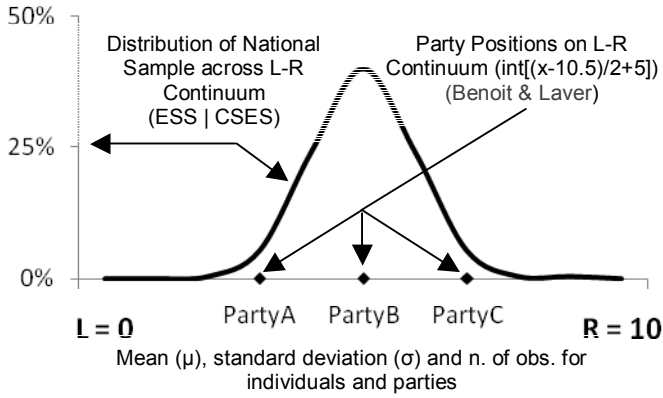 50%
Distribution of National
Sample across L-R
Continuum
(ESS | CSES)
Party Positions on L-R
Continuum (int[(x-10.5)/2+5])
(Benoit & Laver)
25%
0%
PartyA PartyB PartyC
L = 0 R = 10
Mean (μ), standard deviation (σ) and n. of obs. for
individuals and parties